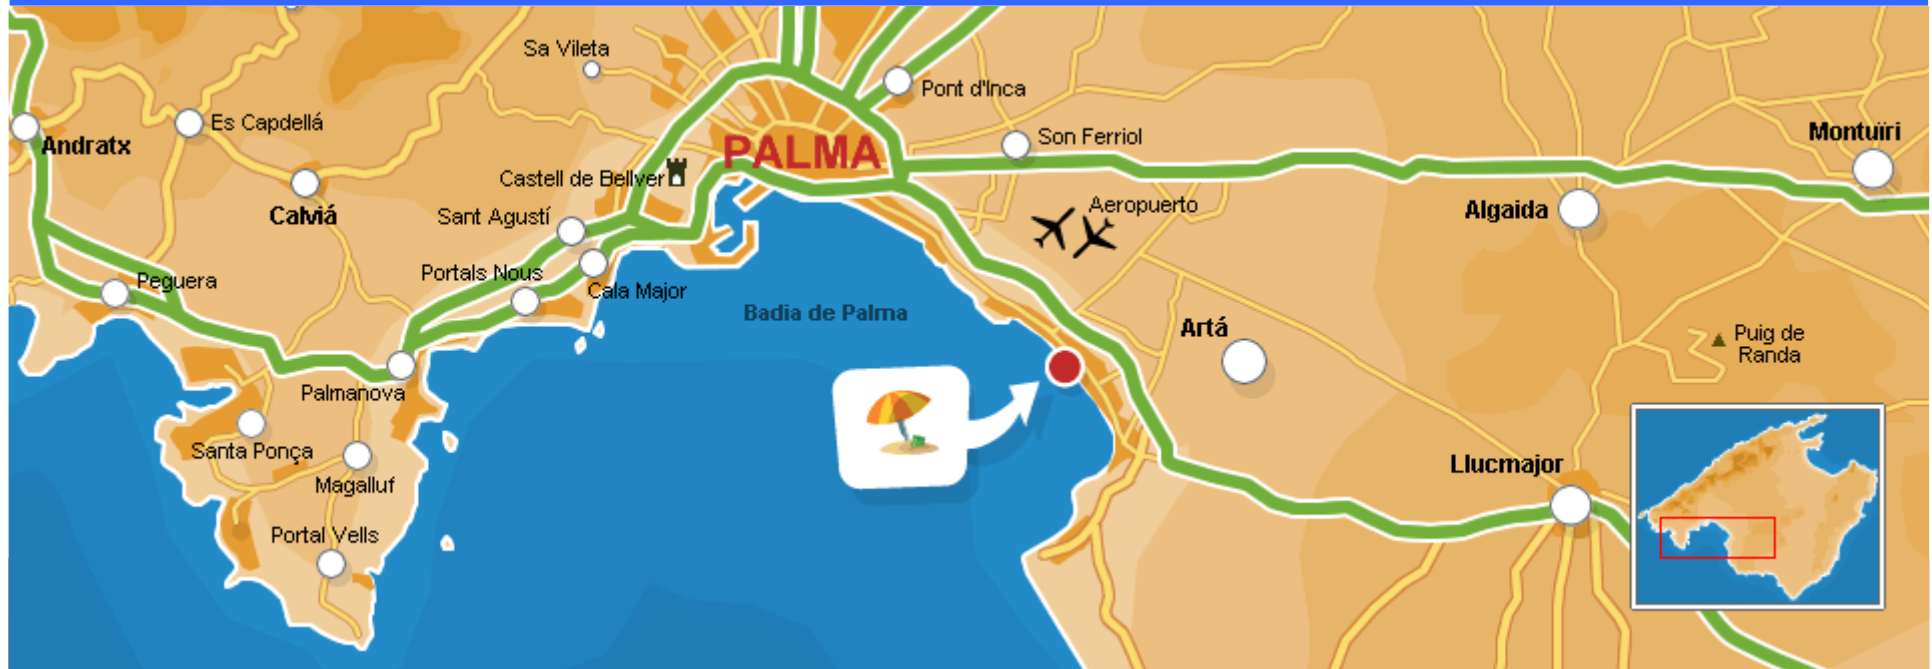 Sa Vileta
Pont d'Inca
Es Capdellá
Andratx
PALMA
Son Ferriol
Montuïri
Castell de Bellver
Calviá
Sant Agustí
Aeropuerto
Algaida
Peguera
Portals Nous
Cala Major
Badia de Palma
Artá
Puig de
Randa
Palmanova
Santa Ponça
Magalluf
Llucmajor
Portal Vells